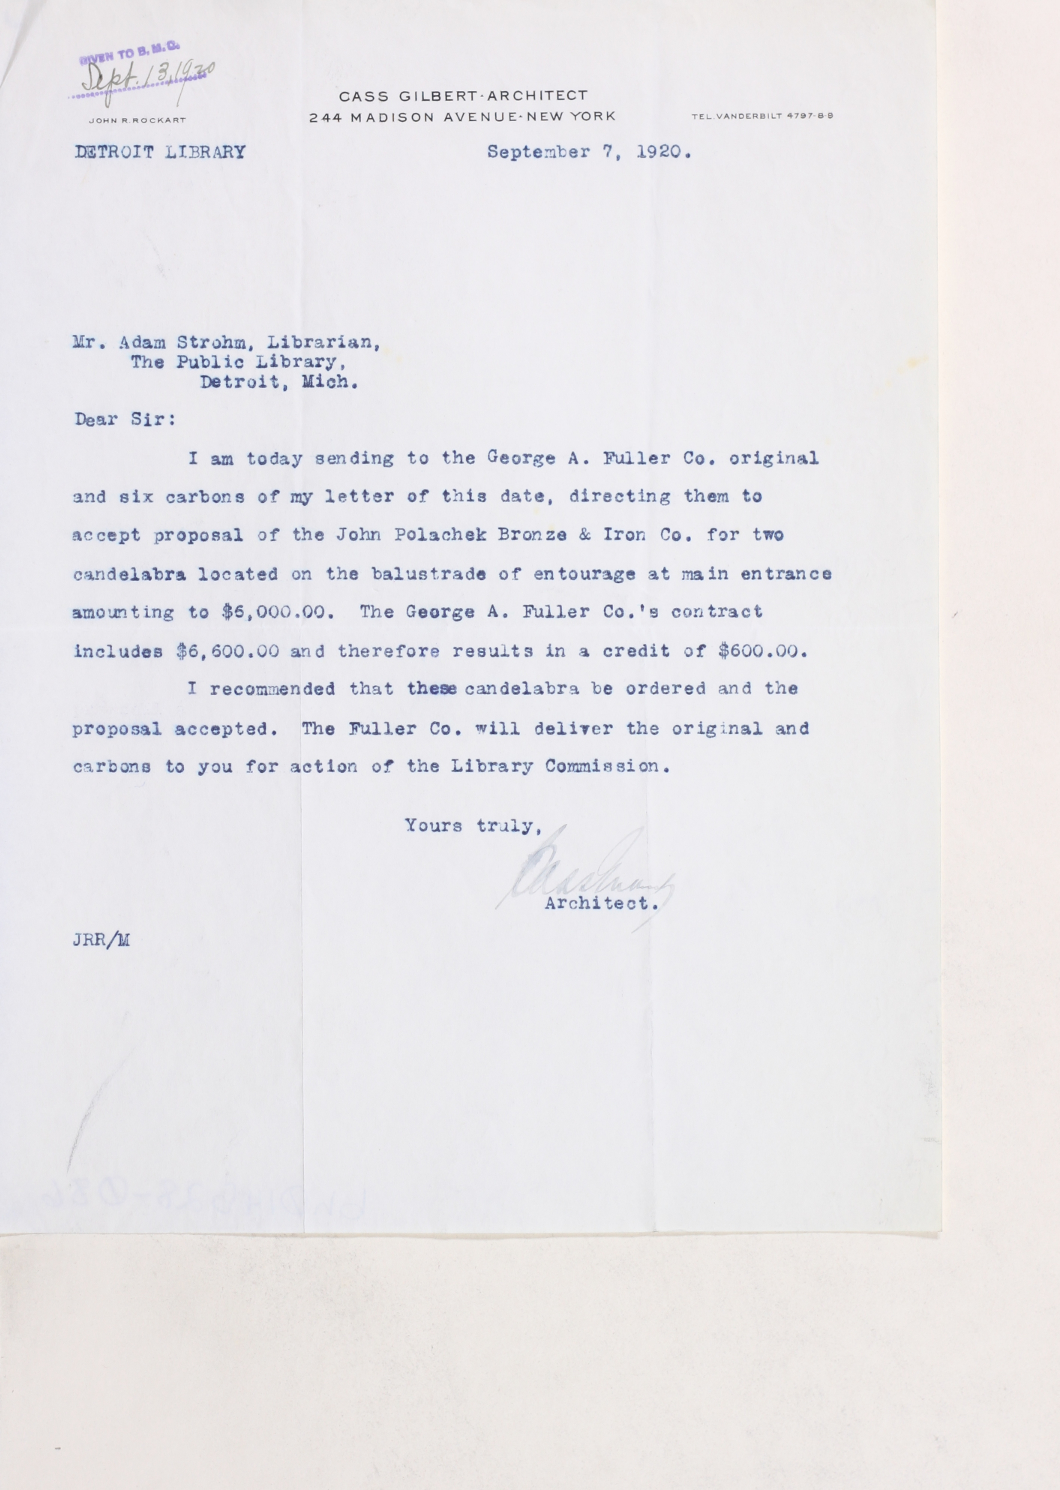 GIVEN TO B.M.C.
Sept. 13, 1920
CASS GILBERT·ARCHITECT
244 MADISON AVENUE·NEW YORK
JOHN R. ROCKART
TEL. VANDERBILT 4797-8-9
DETROIT LIBRARY
September 7, 1920.
Mr. Adam Strohm, Librarian,
The Public Library,
Detroit, Mich.
Dear Sir:
I am today sending to the George A. Fuller Co. original
and six carbons of my letter of this date, directing them to
accept proposal of the John Polachek Bronze & Iron Co. for two
candelabra located on the balustrade of entourage at main entrance
amounting to $6,000.00. The George A. Fuller Co.'s contract
includes $6,600.00 and therefore results in a credit of $600.00.
I recommended that these candelabra be ordered and the
proposal accepted. The Fuller Co. will deliver the original and
carbons to you for action of the Library Commission.
Yours truly,
Architect.
JRR/M